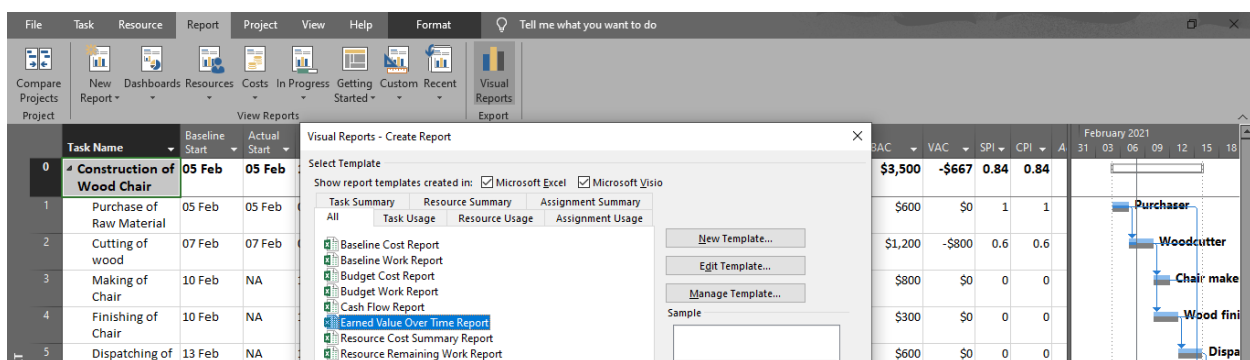 File Task Resource Report Project View Help Format Tell me what you want to do
Compare Projects New Report Dashboards Resources Costs In Progress Getting Started Custom Recent Visual Reports
Project View Reports Export
Task Name Baseline Start Actual Start BAC VAC SPI CPI A
February 2021
31 03 06 09 12 15 18
Visual Reports - Create Report
Select Template
Show report templates created in: Microsoft Excel Microsoft Visio
Task Summary Resource Summary Assignment Summary
All Task Usage Resource Usage Assignment Usage
Baseline Cost Report
Baseline Work Report
Budget Cost Report
Budget Work Report
Cash Flow Report
Earned Value Over Time Report
Resource Cost Summary Report
Resource Remaining Work Report
New Template...
Edit Template...
Manage Template...
Sample
0 Construction of Wood Chair 05 Feb 05 Feb $3,500 -$667 0.84 0.84
1 Purchase of Raw Material 05 Feb 05 Feb $600 $0 1 1 Purchaser
2 Cutting of wood 07 Feb 07 Feb $1,200 -$800 0.6 0.6 Woodcutter
3 Making of Chair 10 Feb NA $800 $0 0 0 Chair make
4 Finishing of Chair 10 Feb NA $300 $0 0 0 Wood fini
5 Dispatching of 13 Feb NA $600 $0 0 0 Dispa